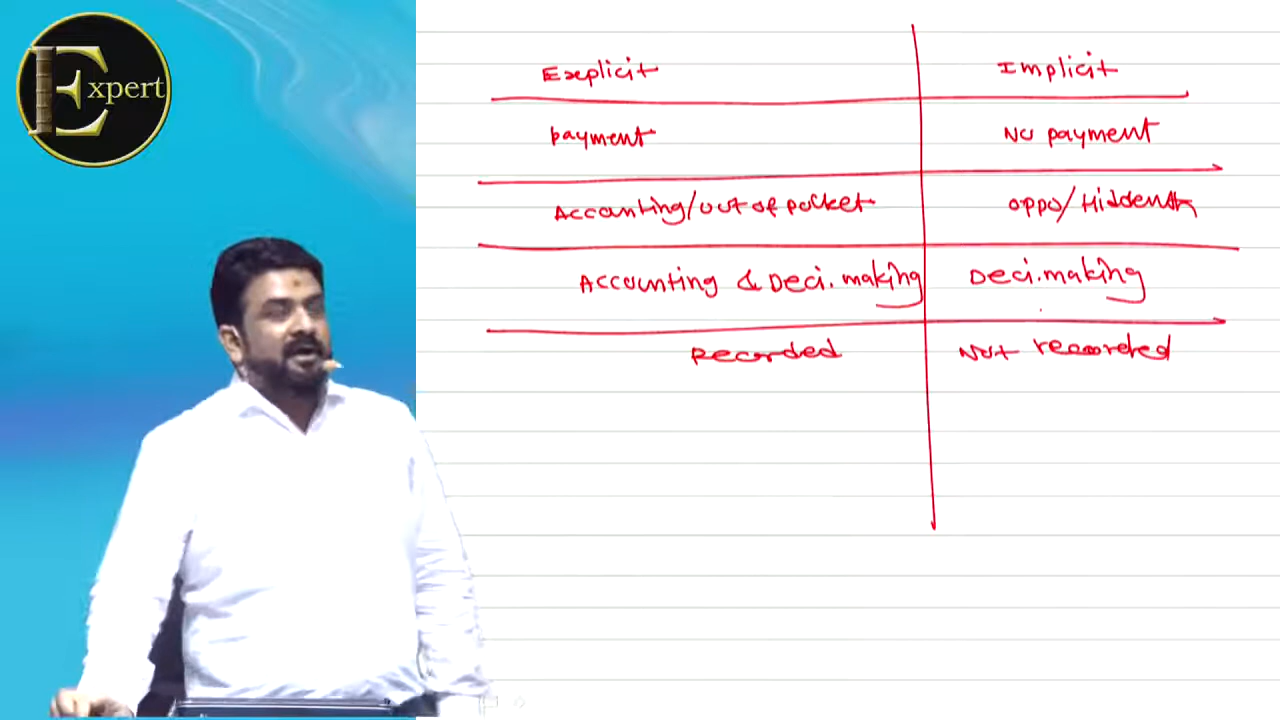 Expert
Explicit Implicit
payment No payment
Accounting/out of pocket oppo/Hidden
Accounting & Deci. making Deci. making
Recorded Not recorded